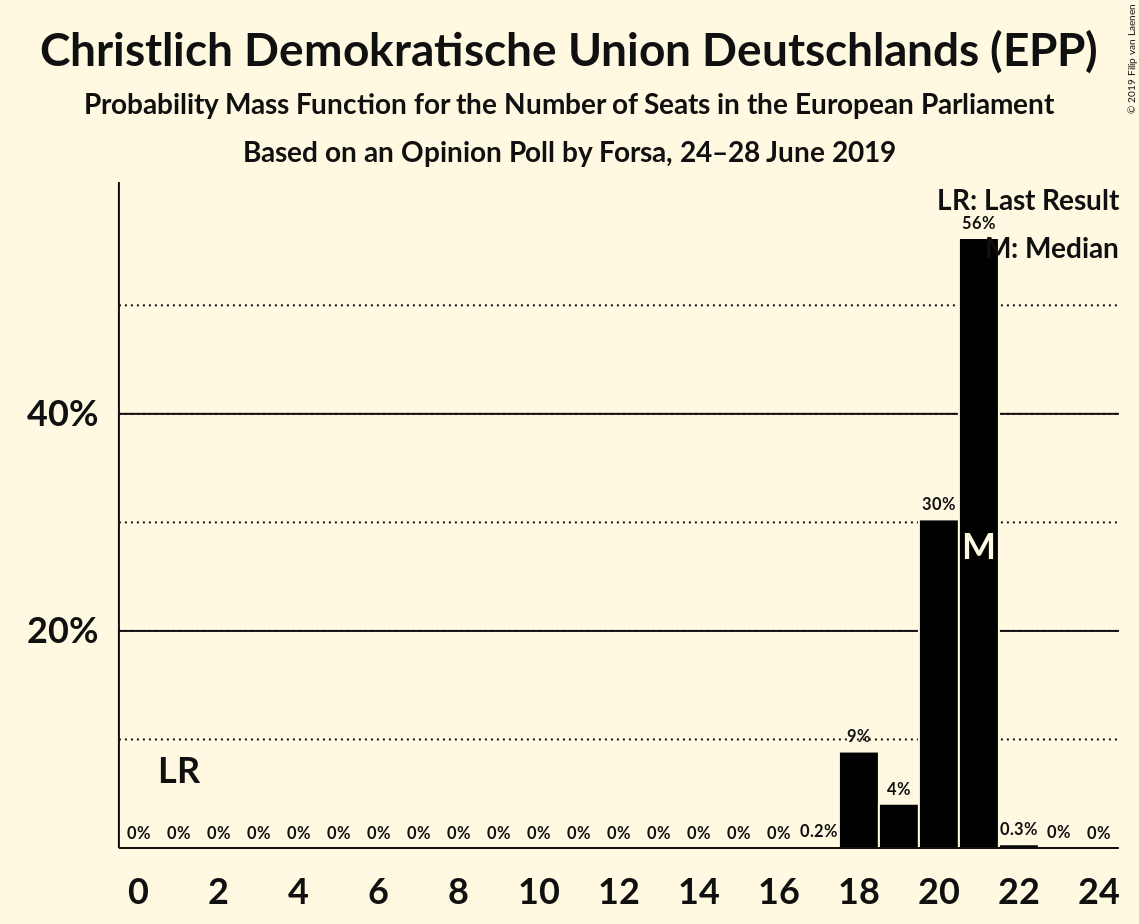 Christlich Demokratische Union Deutschlands (EPP)
Probability Mass Function for the Number of Seats in the European Parliament
Based on an Opinion Poll by Forsa, 24–28 June 2019
© 2019 Filip van Laenen
LR: Last Result
M: Median
56%
40%
30%
M
20%
9%
LR
4%
0% 0% 0% 0% 0% 0% 0% 0% 0% 0% 0% 0% 0% 0% 0% 0% 0% 0.2% 0.3% 0% 0%
0 2 4 6 8 10 12 14 16 18 20 22 24